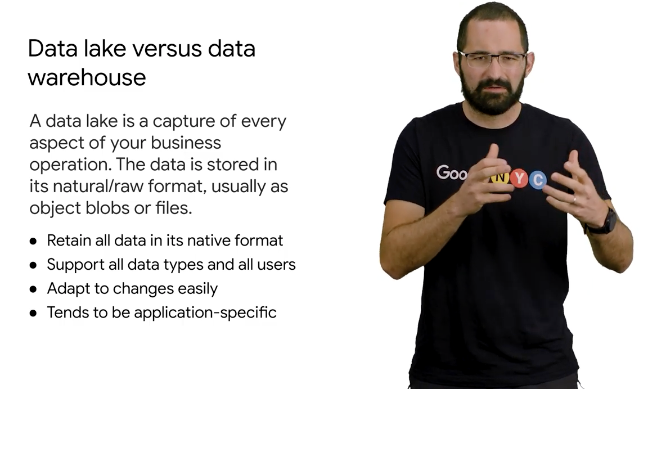 Data lake versus data
warehouse
A data lake is a capture of every
aspect of your business
operation. The data is stored in
its natural/raw format, usually as
object blobs or files.
• Retain all data in its native format
• Support all data types and all users
• Adapt to changes easily
• Tends to be application-specific
NYC